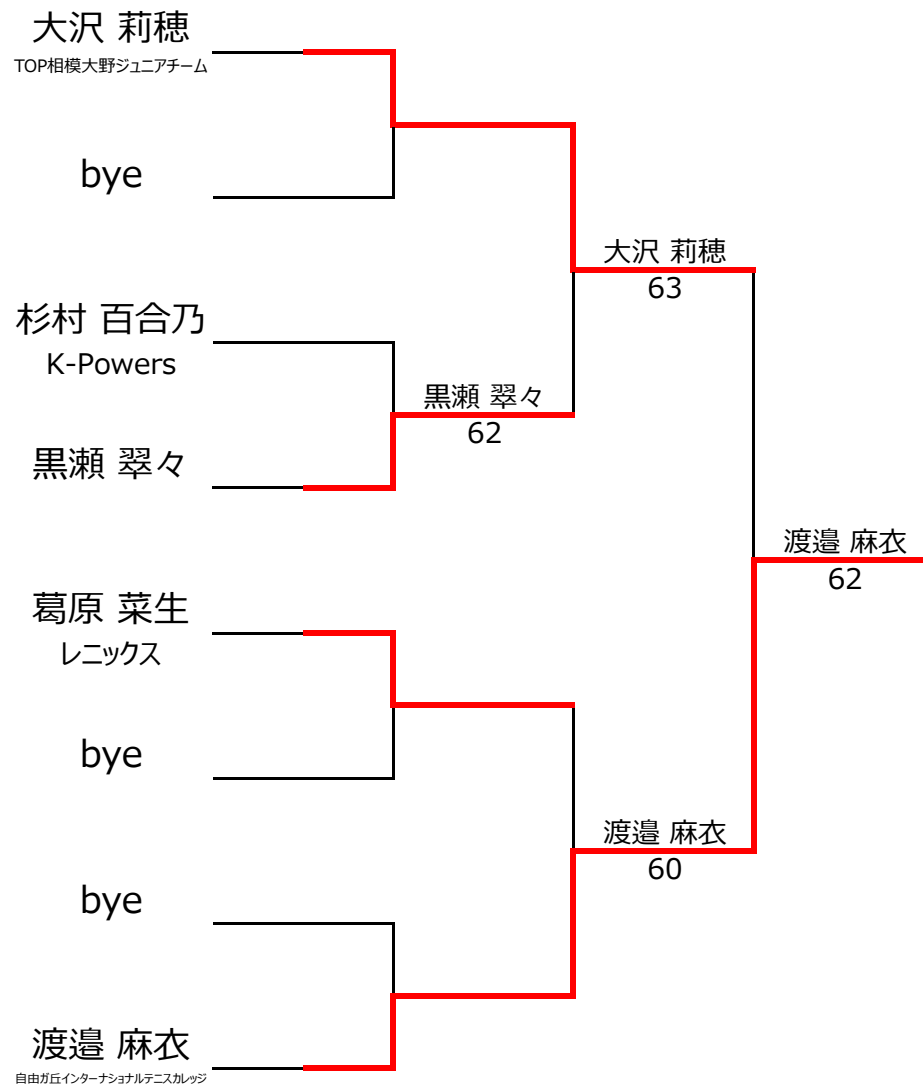 大沢 莉穂
TOP相模大野ジュニアチーム
bye
大沢 莉穂
63
杉村 百合乃
K-Powers
黒瀬 翠々
62
黒瀬 翠々
渡邉 麻衣
62
葛原 菜生
レニックス
bye
渡邉 麻衣
60
bye
渡邉 麻衣
自由ガ丘インターナショナルテニスカレッジ